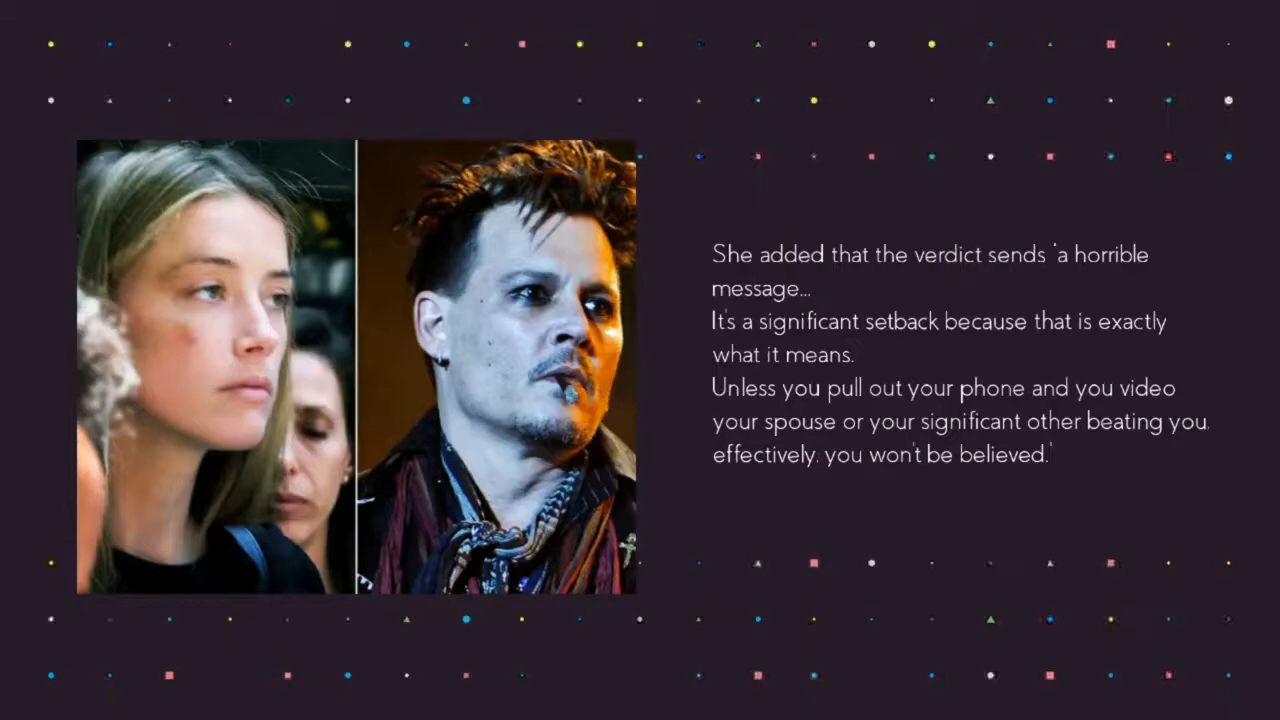 She added that the verdict sends 'a horrible
message...
It's a significant setback because that is exactly
what it means.
Unless you pull out your phone and you video
your spouse or your significant other beating you,
effectively, you won't be believed.'